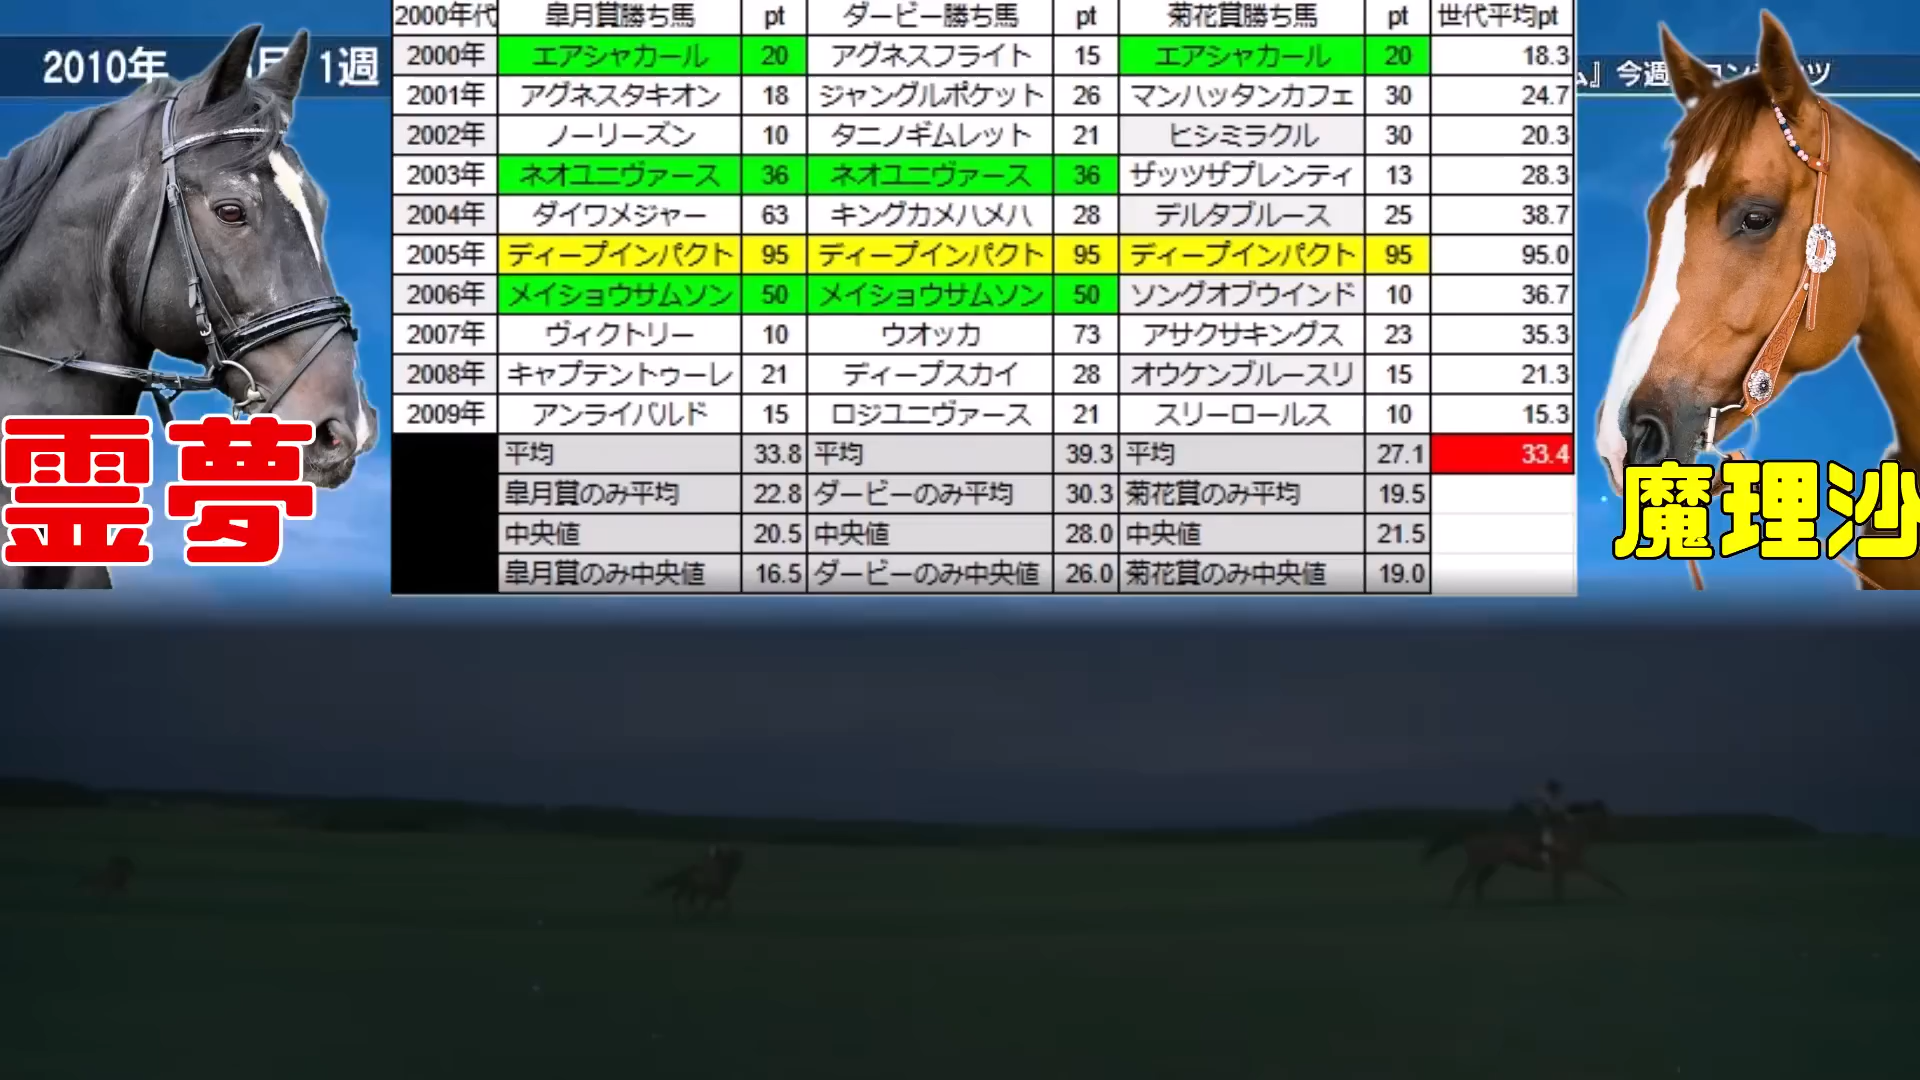 2000年代 皐月賞勝ち馬 pt ダービー勝ち馬 pt 菊花賞勝ち馬 pt 世代平均pt
2000年 エアシャカール 20 アグネスフライト 15 エアシャカール 20 18.3
2001年 アグネスタキオン 18 ジャングルポケット 26 マンハッタンカフェ 30 24.7
2002年 ノーリーズン 10 タニノギムレット 21 ヒシミラクル 30 20.3
2003年 ネオユニヴァース 36 ネオユニヴァース 36 ザッツザプレンティ 13 28.3
2004年 ダイワメジャー 63 キングカメハメハ 28 デルタブルース 25 38.7
2005年 ディープインパクト 95 ディープインパクト 95 ディープインパクト 95 95.0
2006年 メイショウサムソン 50 メイショウサムソン 50 ソングオブウインド 10 36.7
2007年 ヴィクトリー 10 ウオッカ 73 アサクサキングス 23 35.3
2008年 キャプテントゥーレ 21 ディープスカイ 28 オウケンブルースリ 15 21.3
2009年 アンライバルド 15 ロジユニヴァース 21 スリーロールス 10 15.3
平均 33.8 平均 39.3 平均 27.1 33.4
皐月賞のみ平均 22.8 ダービーのみ平均 30.3 菊花賞のみ平均 19.5
中央値 20.5 中央値 28.0 中央値 21.5
皐月賞のみ中央値 16.5 ダービーのみ中央値 26.0 菊花賞のみ中央値 19.0
2010年 月 1週
』今週
霊夢
魔理沙